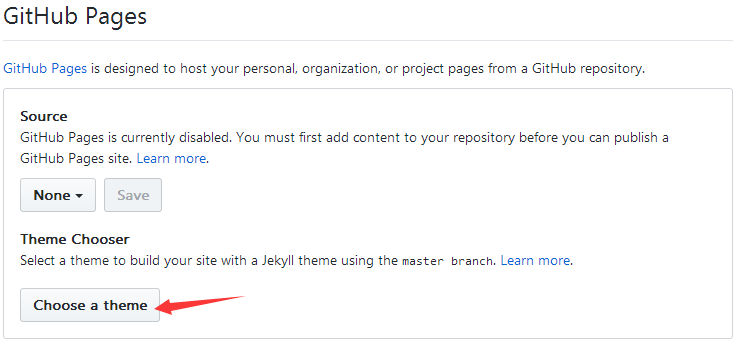 GitHub Pages
GitHub Pages is designed to host your personal, organization, or project pages from a GitHub repository.
Source
GitHub Pages is currently disabled. You must first add content to your repository before you can publish a
GitHub Pages site. Learn more.
None Save
Theme Chooser
Select a theme to build your site with a Jekyll theme using the master branch. Learn more.
Choose a theme